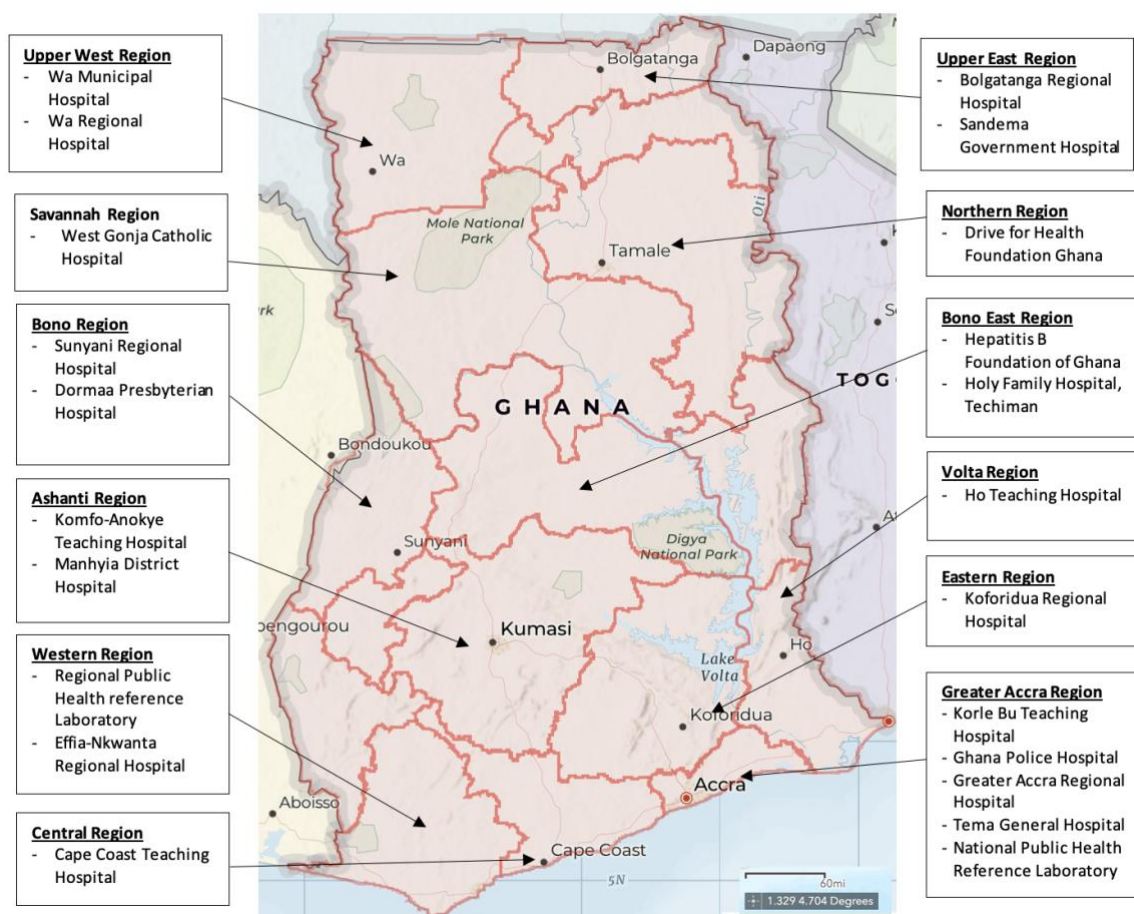 Upper West Region
- Wa Municipal
Hospital
- Wa Regional
Hospital
Savannah Region
- West Gonja Catholic
Hospital
Bono Region
- Sunyani Regional
Hospital
- Dormaa Presbyterian
Hospital
Ashanti Region
- Komfo-Anokye
Teaching Hospital
- Manhyia District
Hospital
Western Region
- Regional Public
Health reference
Laboratory
- Effia-Nkwanta
Regional Hospital
Central Region
- Cape Coast Teaching
Hospital
Bolgatanga
Dapaong
Wa
Mole National
Park
Oti
Tamale
ark
GHANA
TOG
Bondoukou
Sunyani
Digya
National Park
pengourou
Kumasi
Ho
Lake
Volta
Koforidua
Accra
Aboisso
Cape Coast
5N
60mi
1.329 4.704 Degrees
Upper East Region
- Bolgatanga Regional
Hospital
- Sandema
Government Hospital
Northern Region
- Drive for Health
Foundation Ghana
Bono East Region
- Hepatitis B
Foundation of Ghana
- Holy Family Hospital,
Techiman
Volta Region
- Ho Teaching Hospital
Eastern Region
- Koforidua Regional
Hospital
Greater Accra Region
- Korle Bu Teaching
Hospital
- Ghana Police Hospital
- Greater Accra Regional
Hospital
- Tema General Hospital
- National Public Health
Reference Laboratory